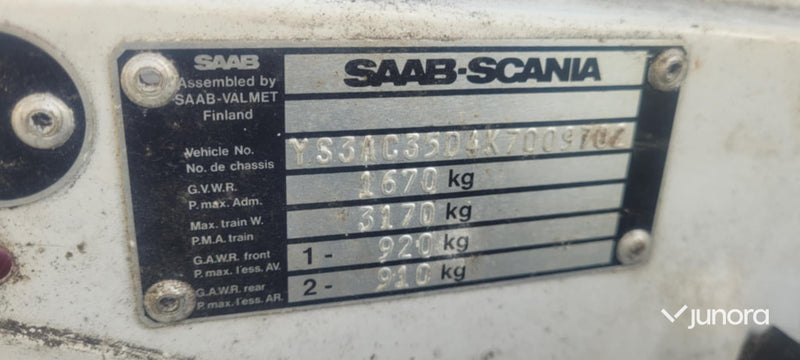 SAAB
Assembled by
SAAB-VALMET
Finland
SAAB-SCANIA
Vehicle No.
No. de chassis
G.V.W.R.
P. max. Adm.
1670 kg
Max. train W.
P.M.A. train
3170 kg
G.A.W.R. front
P. max. l'ess. AV.
1 - 920 kg
G.A.W.R. rear
P. max. l'ess. AR.
2 - 910 kg
junora